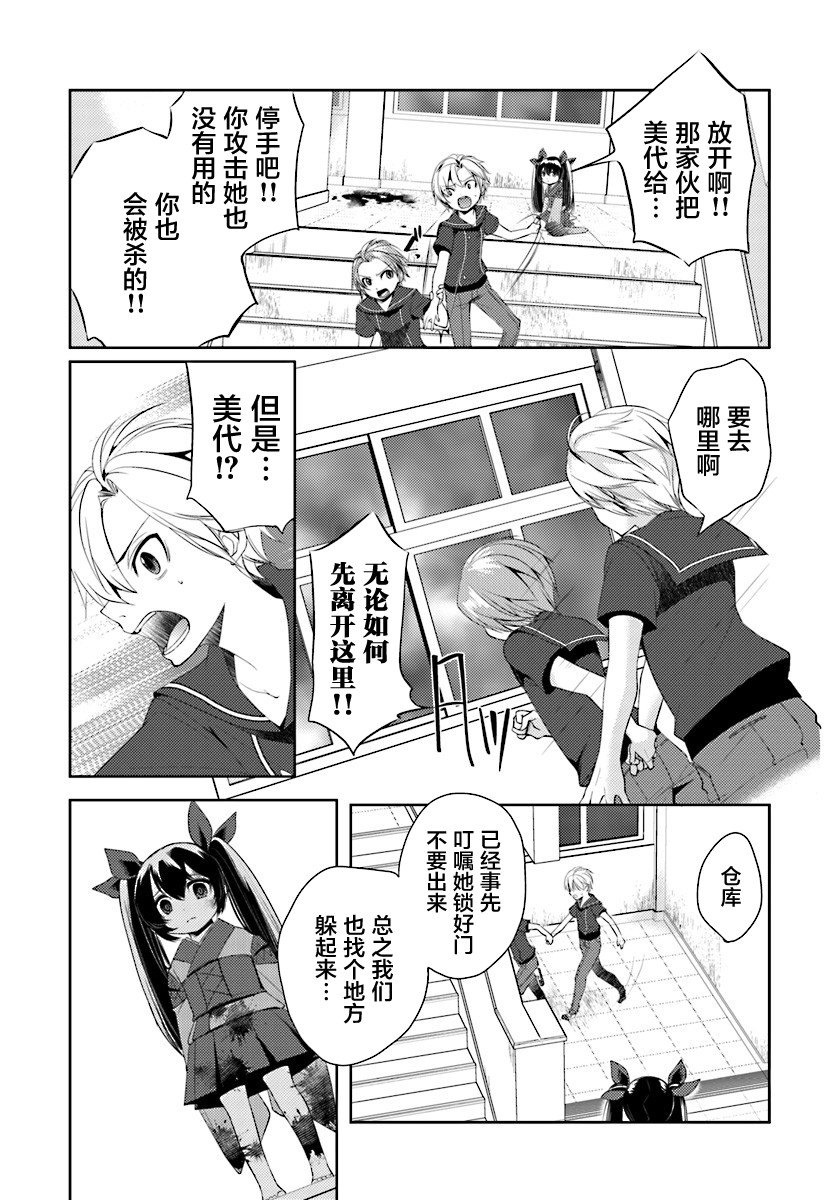 放开啊!!
那家伙把
美代给…
停手吧!!
你攻击她也
没有用的
你也
会被杀的!!
要去
哪里啊
无论如何
先离开这里!!
但是…
美代!?
仓库
已经事先
叮嘱她锁好门
不要出来
总之我们
也找个地方
躲起来…